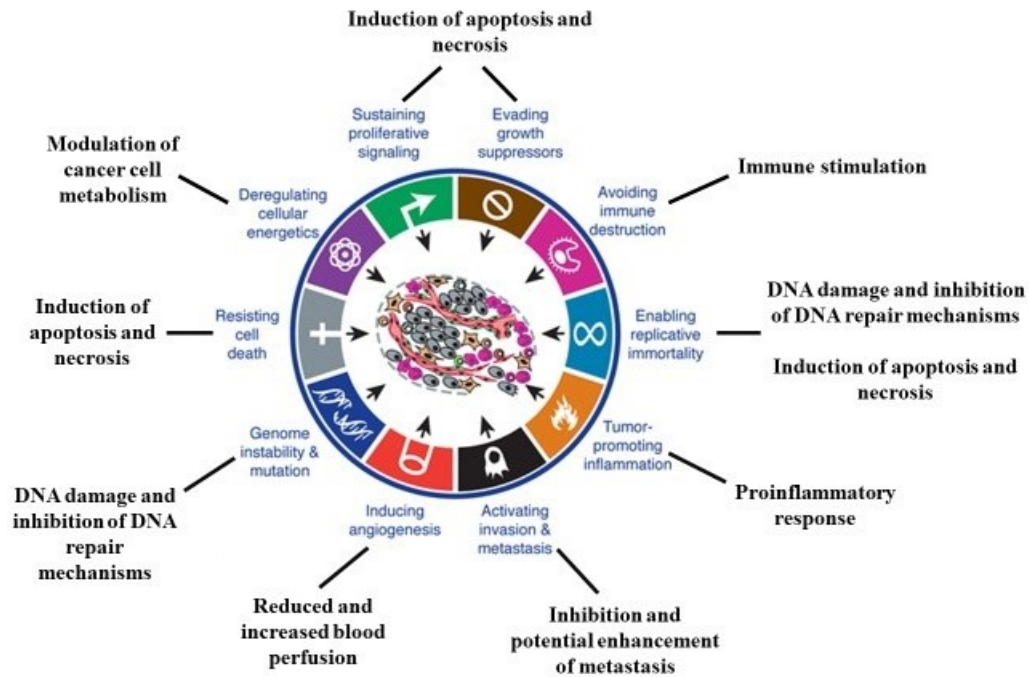 Induction of apoptosis and
necrosis
Sustaining
proliferative
signaling
Evading
growth
suppressors
Modulation of
cancer cell
metabolism
Deregulating
cellular
energetics
Avoiding
immune
destruction
Immune stimulation
Induction of
apoptosis and
necrosis
Resisting
cell
death
Enabling
replicative
immortality
DNA damage and inhibition
of DNA repair mechanisms
Induction of apoptosis and
necrosis
Genome
instability &
mutation
Tumor-
promoting
inflammation
DNA damage and
inhibition of DNA
repair
mechanisms
Inducing
angiogenesis
Activating
invasion &
metastasis
Proinflammatory
response
Reduced and
increased blood
perfusion
Inhibition and
potential enhancement
of metastasis